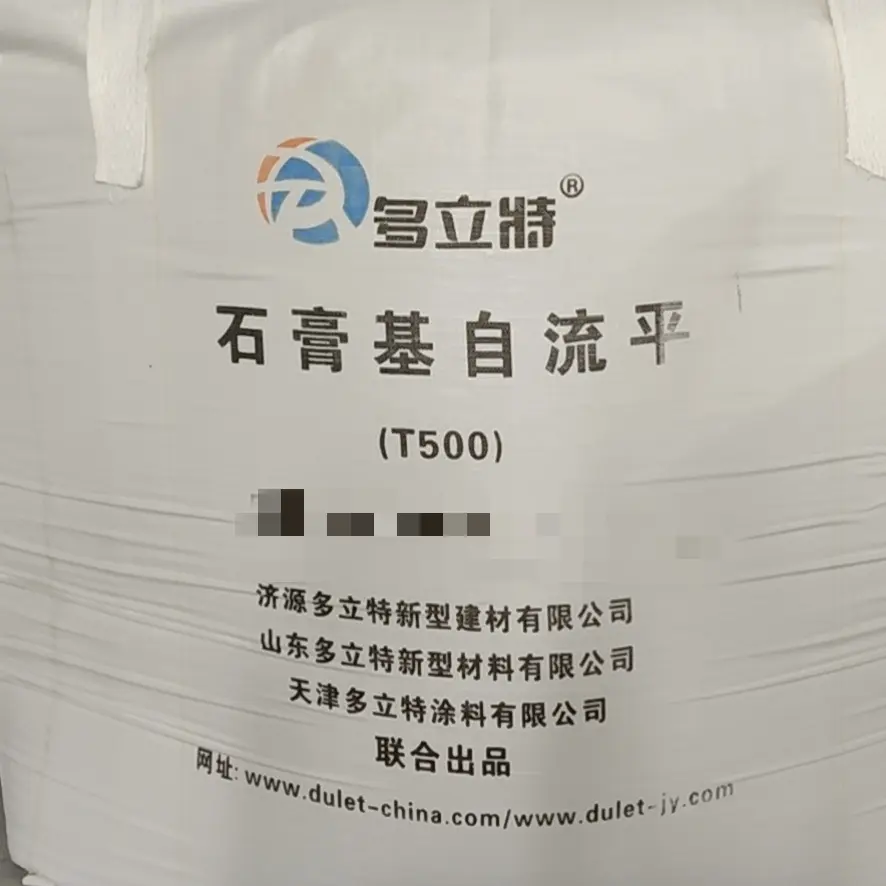 多立特®
石膏基自流平
(T500)
济源多立特新型建材有限公司
山东多立特新型材料有限公司
天津多立特涂料有限公司
联合出品
网址: www.dulet-china.com/www.dulet-jy.com